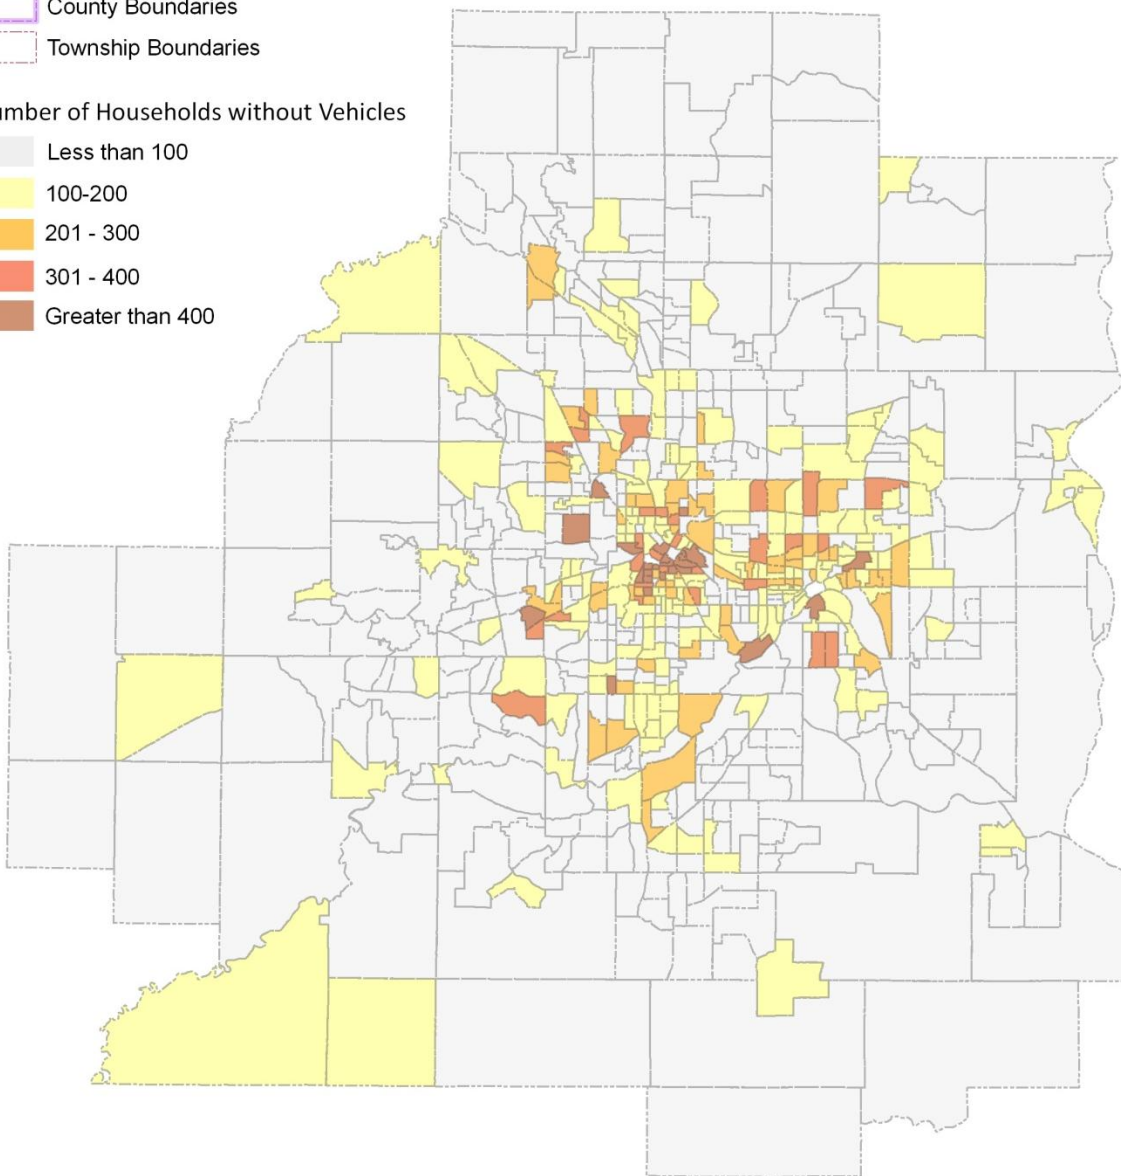 County Boundaries
Township Boundaries
umber of Households without Vehicles
Less than 100
100-200
201 - 300
301 - 400
Greater than 400